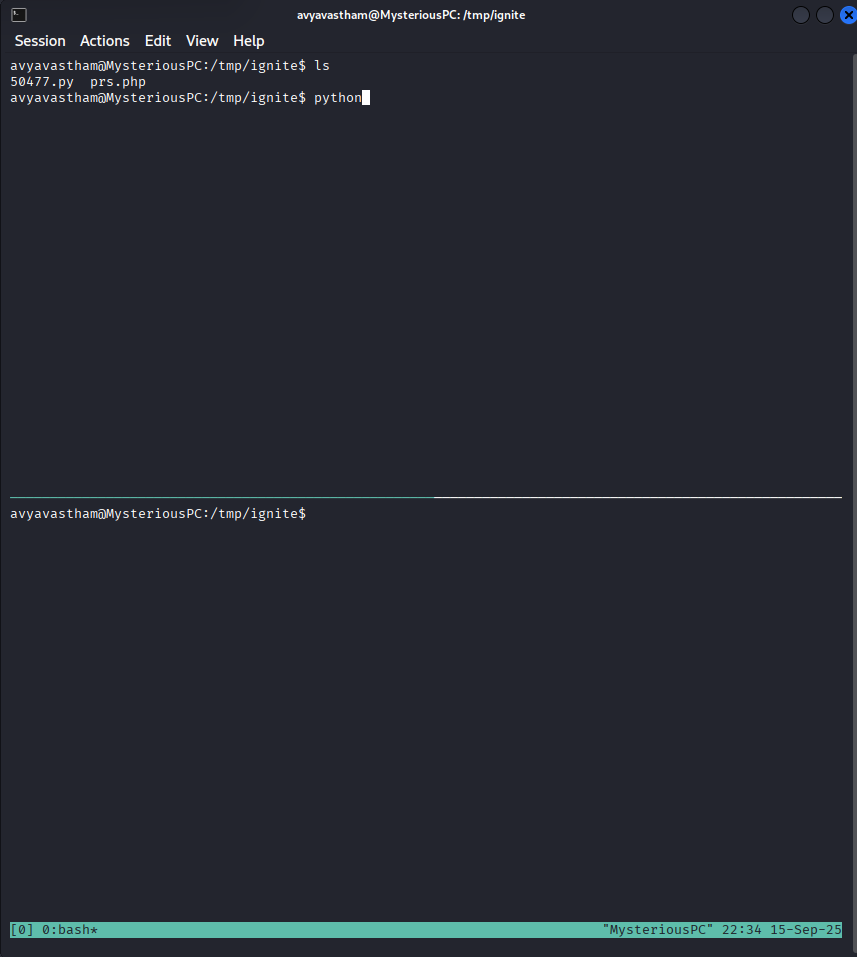 avyavastham@MysteriousPC: /tmp/ignite
Session Actions Edit View Help
avyavastham@MysteriousPC:/tmp/ignite$ ls
50477.py  prs.php
avyavastham@MysteriousPC:/tmp/ignite$ python
avyavastham@MysteriousPC:/tmp/ignite$
[0] 0:bash* "MysteriousPC" 22:34 15-Sep-25